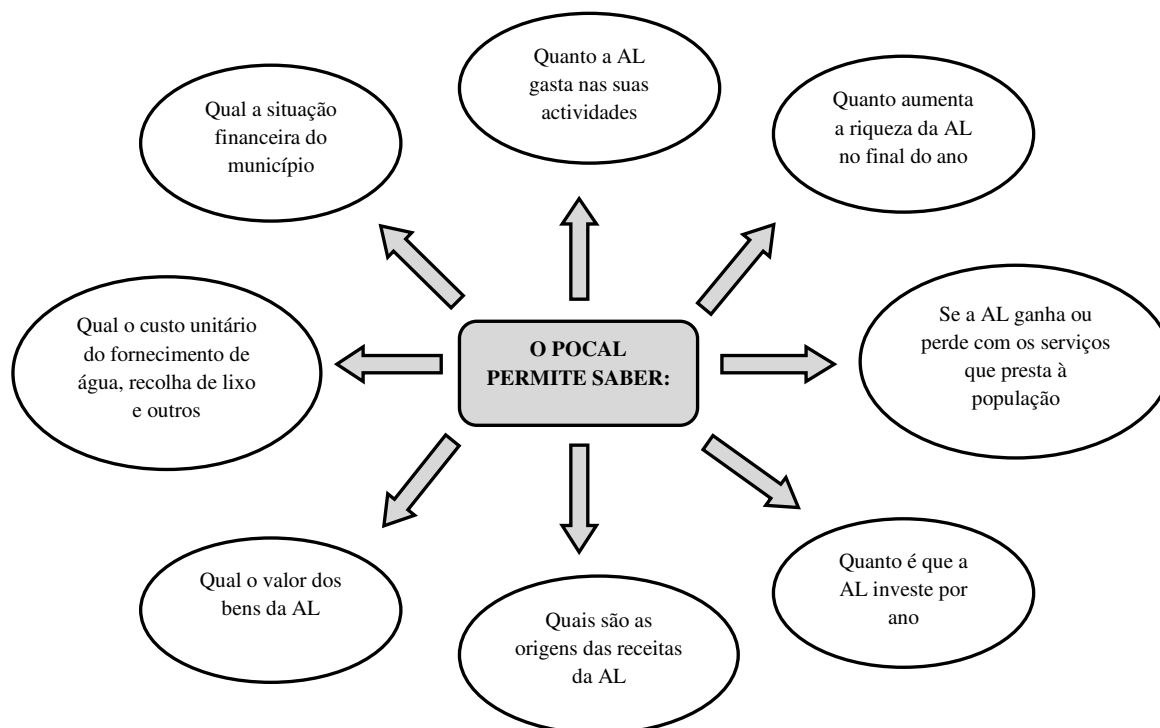 Quanto a AL
gasta nas suas
actividades
Qual a situação
financeira do
município
Quanto aumenta
a riqueza da AL
no final do ano
Qual o custo unitário
do fornecimento de
água, recolha de lixo
e outros
O POCAL
PERMITE SABER:
Se a AL ganha ou
perde com os serviços
que presta à
população
Qual o valor dos
bens da AL
Quais são as
origens das receitas
da AL
Quanto é que a
AL investe por
ano